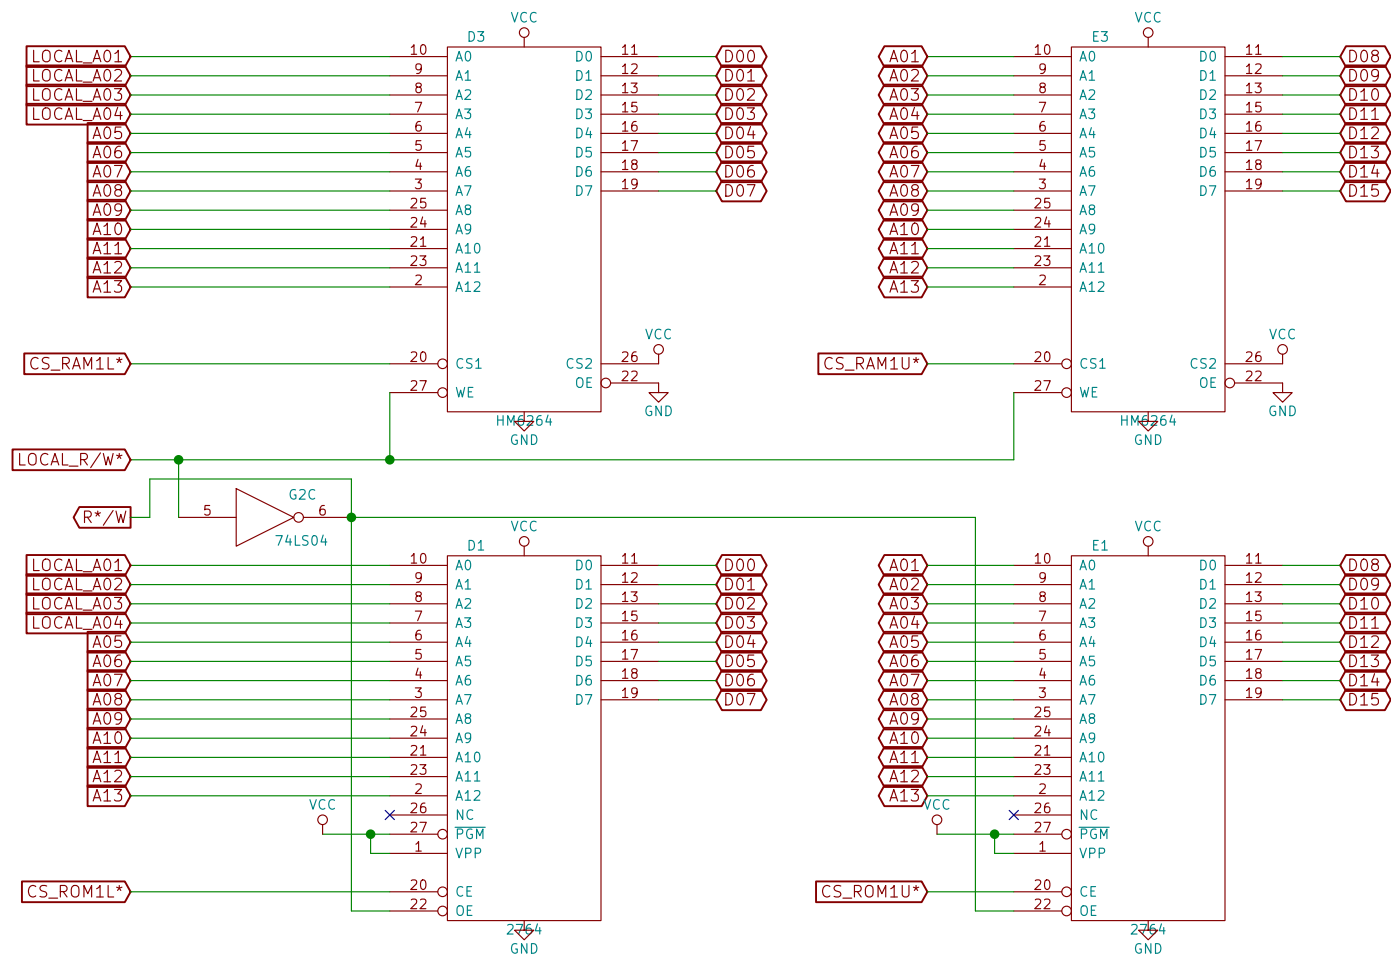 VCC VCC
D3 E3
LOCAL_A01 10 A0 D0 11 D00 A01 10 A0 D0 11 D08
LOCAL_A02 9 A1 D1 12 D01 A02 9 A1 D1 12 D09
LOCAL_A03 8 A2 D2 13 D02 A03 8 A2 D2 13 D10
LOCAL_A04 7 A3 D3 15 D03 A04 7 A3 D3 15 D11
A05 6 A4 D4 16 D04 A05 6 A4 D4 16 D12
A06 5 A5 D5 17 D05 A06 5 A5 D5 17 D13
A07 4 A6 D6 18 D06 A07 4 A6 D6 18 D14
A08 3 A7 D7 19 D07 A08 3 A7 D7 19 D15
A09 25 A8 A09 25 A8
A10 24 A9 A10 24 A9
A11 21 A10 A11 21 A10
A12 23 A11 A12 23 A11
A13 2 A12 A13 2 A12
VCC VCC
CS_RAM1L* 20 CS1 CS2 26 CS_RAM1U* 20 CS1 CS2 26
OE 22 OE 22
27 WE 27 WE
GND GND
HM6264 HM6264
GND GND
LOCAL_R/W*
G2C
R*/W 5 6
74LS04
VCC VCC
D1 E1
LOCAL_A01 10 A0 D0 11 D00 A01 10 A0 D0 11 D08
LOCAL_A02 9 A1 D1 12 D01 A02 9 A1 D1 12 D09
LOCAL_A03 8 A2 D2 13 D02 A03 8 A2 D2 13 D10
LOCAL_A04 7 A3 D3 15 D03 A04 7 A3 D3 15 D11
A05 6 A4 D4 16 D04 A05 6 A4 D4 16 D12
A06 5 A5 D5 17 D05 A06 5 A5 D5 17 D13
A07 4 A6 D6 18 D06 A07 4 A6 D6 18 D14
A08 3 A7 D7 19 D07 A08 3 A7 D7 19 D15
A09 25 A8 A09 25 A8
A10 24 A9 A10 24 A9
A11 21 A10 A11 21 A10
A12 23 A11 A12 23 A11
A13 2 A12 A13 2 A12
VCC 26 NC VCC 26 NC
27 PGM 27 PGM
1 VPP 1 VPP
CS_ROM1L* 20 CE CS_ROM1U* 20 CE
22 OE 22 OE
2764 2764
GND GND